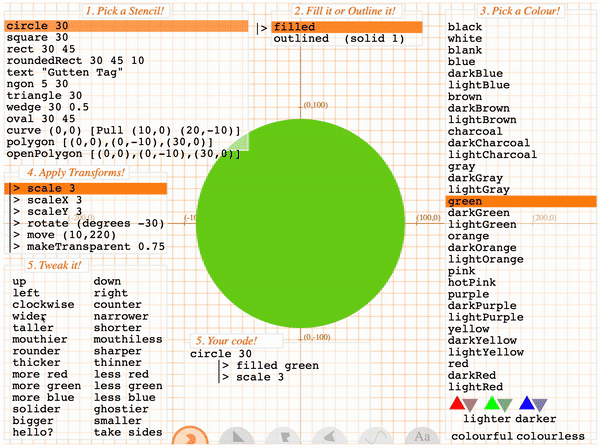 1. Pick a Stencil!
circle 30
square 30
rect 30 45
roundedRect 30 45 10
text "Gutten Tag"
ngon 5 30
triangle 30
wedge 30 0.5
oval 30 45
curve (0,0) [Pull (10,0) (20,-10)]
polygon [(0,0),(0,-10),(30,0)]
openPolygon [(0,0),(0,-10),(30,0)]
2. Fill it or Outline it!
|> filled
outlined (solid 1)
3. Pick a Colour!
black
white
blank
blue
darkBlue
lightBlue
brown
darkBrown
lightBrown
charcoal
darkCharcoal
lightCharcoal
gray
darkGray
lightGray
green
darkGreen
lightGreen
orange
darkOrange
lightOrange
pink
hotPink
purple
darkPurple
lightPurple
yellow
darkYellow
lightYellow
red
darkRed
lightRed
lighter darker
colourful colourless
(0,100)
(100,0)
(200,0)
(0,-100)
4. Apply Transforms!
|> scale 3
|> scaleX 3
|> scaleY 3
|> rotate (degrees -30)
|> move (10,220)
|> makeTransparent 0.75
5. Tweak it!
up down
left right
clockwise counter
wider narrower
taller shorter
mouthier mouthiless
rounder sharper
thicker thinner
more red less red
more green less green
more blue less blue
solider ghostier
bigger smaller
hello? take sides
5. Your code!
circle 30
|> filled green
|> scale 3
Aa